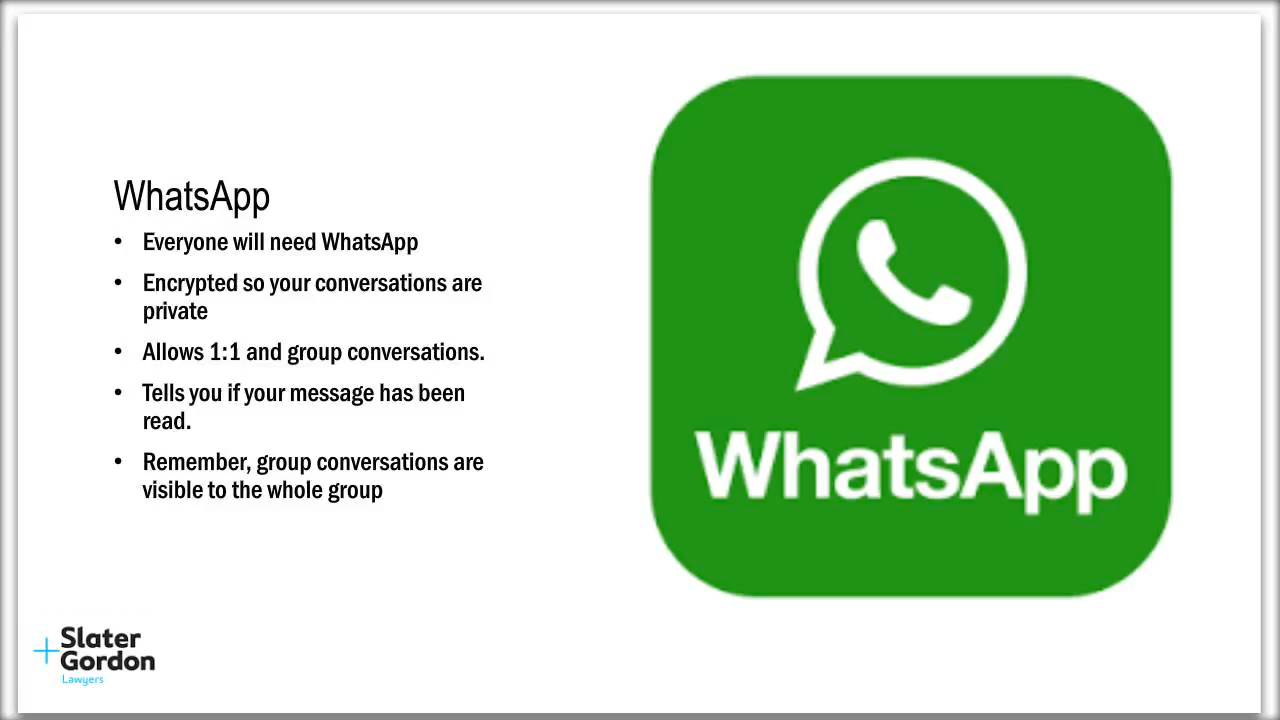 WhatsApp
• Everyone will need WhatsApp
• Encrypted so your conversations are
private
• Allows 1:1 and group conversations.
• Tells you if your message has been
read.
• Remember, group conversations are
visible to the whole group
WhatsApp
Slater
Gordon
Lawyers